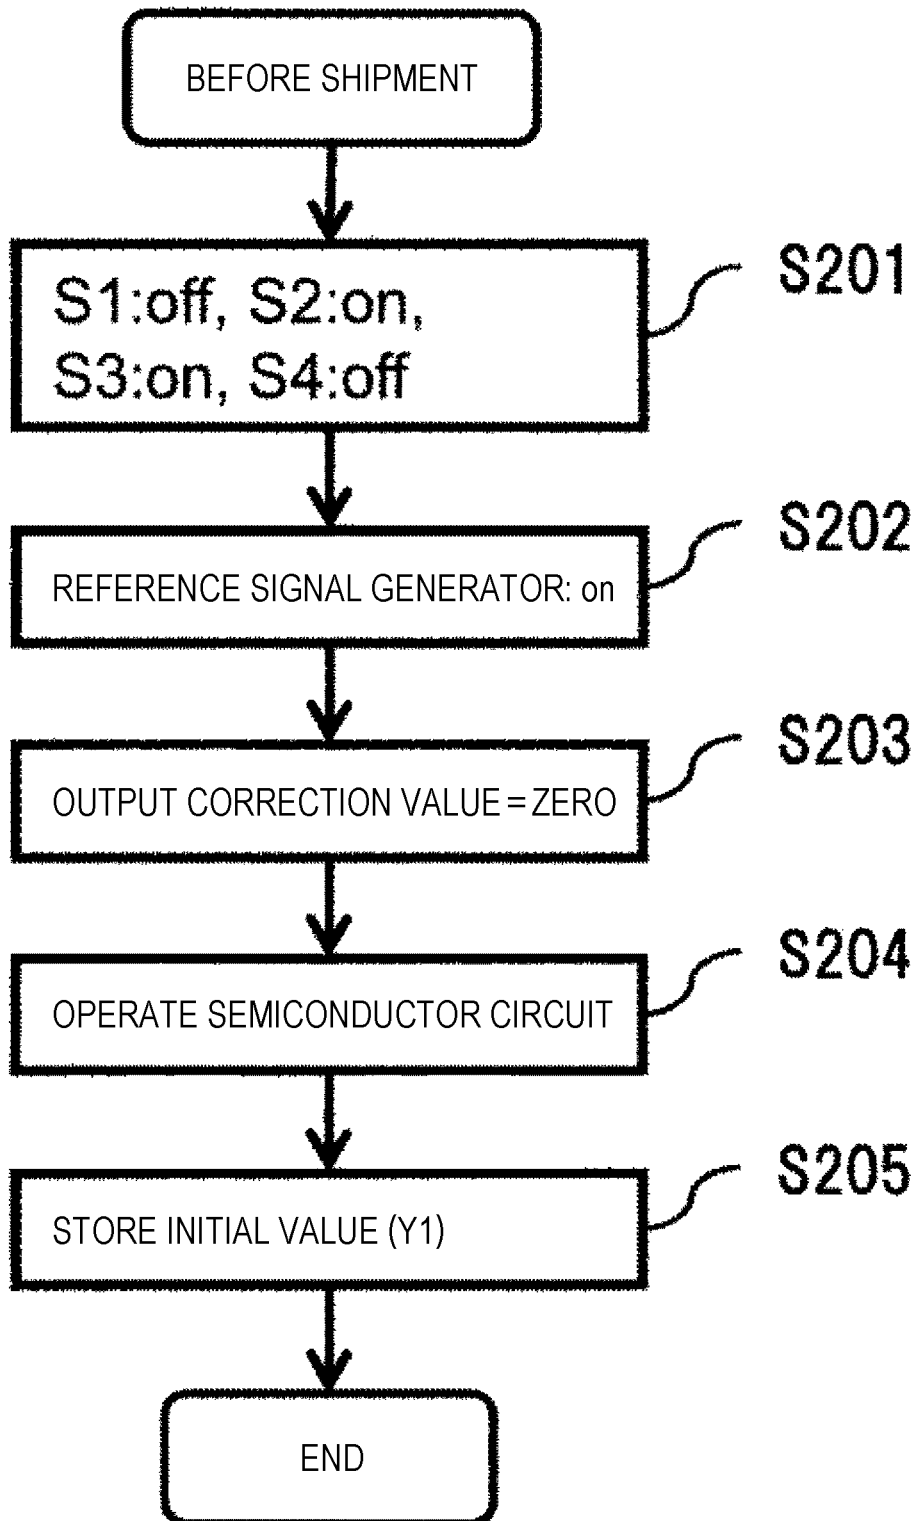 BEFORE SHIPMENT
S1:off, S2:on,
S3:on, S4:off
S201
REFERENCE SIGNAL GENERATOR: on
S202
OUTPUT CORRECTION VALUE = ZERO
S203
OPERATE SEMICONDUCTOR CIRCUIT
S204
STORE INITIAL VALUE (Y1)
S205
END